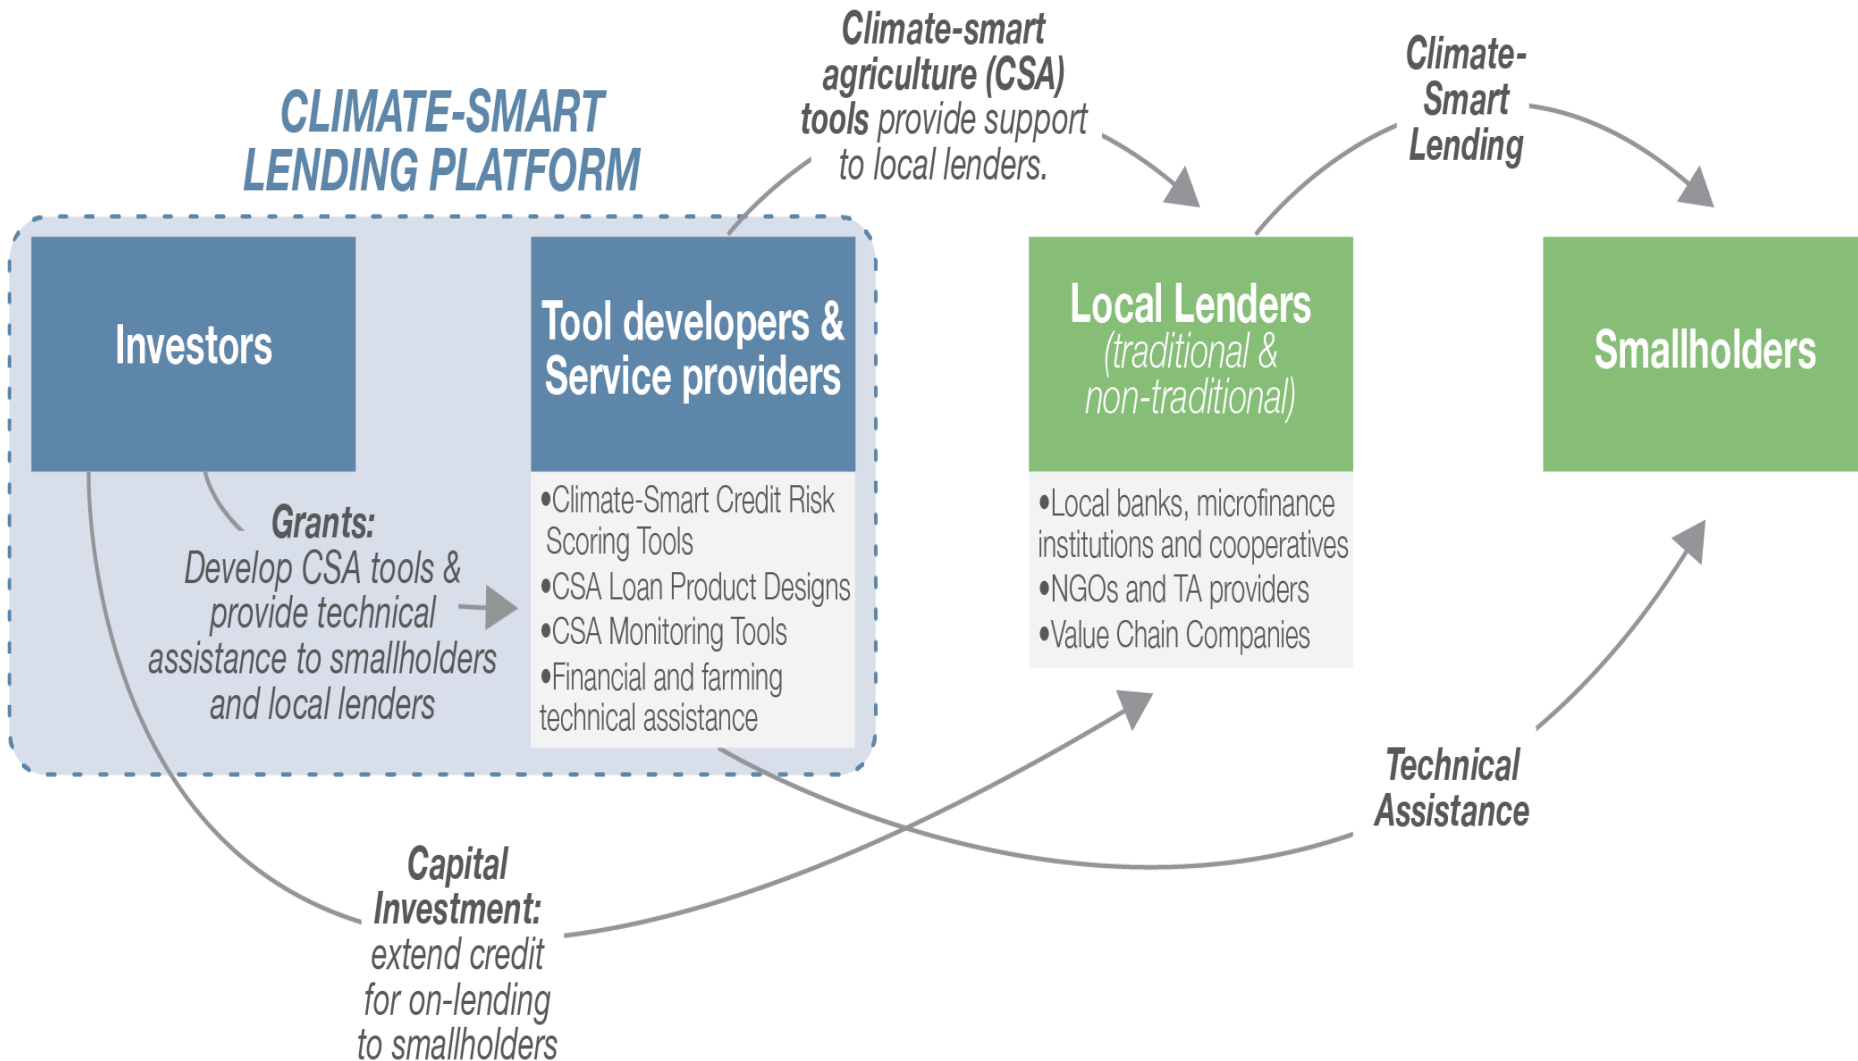 CLIMATE-SMART
LENDING PLATFORM
Climate-smart
agriculture (CSA)
tools provide support
to local lenders.
Climate-
Smart
Lending
Investors
Tool developers &
Service providers
Local Lenders
(traditional &
non-traditional)
Smallholders
Grants:
Develop CSA tools &
provide technical
assistance to smallholders
and local lenders
•Climate-Smart Credit Risk
Scoring Tools
•CSA Loan Product Designs
•CSA Monitoring Tools
•Financial and farming
technical assistance
•Local banks, microfinance
institutions and cooperatives
•NGOs and TA providers
•Value Chain Companies
Technical
Assistance
Capital
Investment:
extend credit
for on-lending
to smallholders